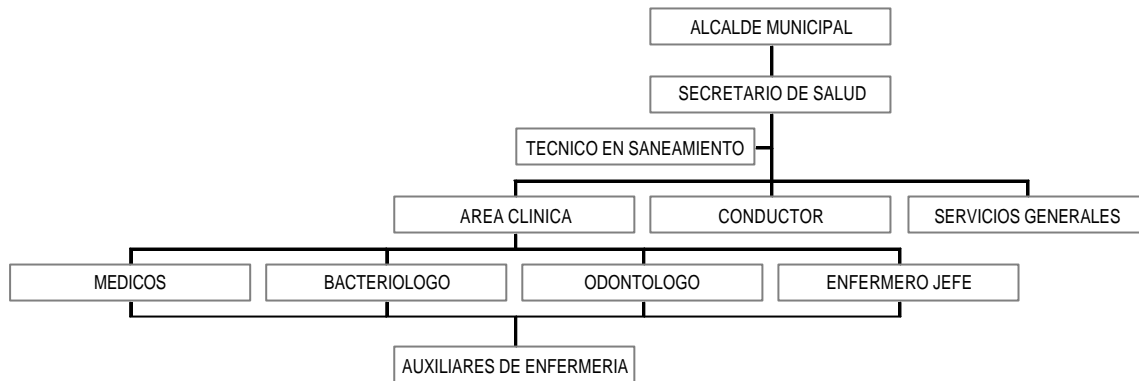 ALCALDE MUNICIPAL
SECRETARIO DE SALUD
TECNICO EN SANEAMIENTO
AREA CLINICA
CONDUCTOR
SERVICIOS GENERALES
MEDICOS
BACTERIOLOGO
ODONTOLOGO
ENFERMERO JEFE
AUXILIARES DE ENFERMERIA